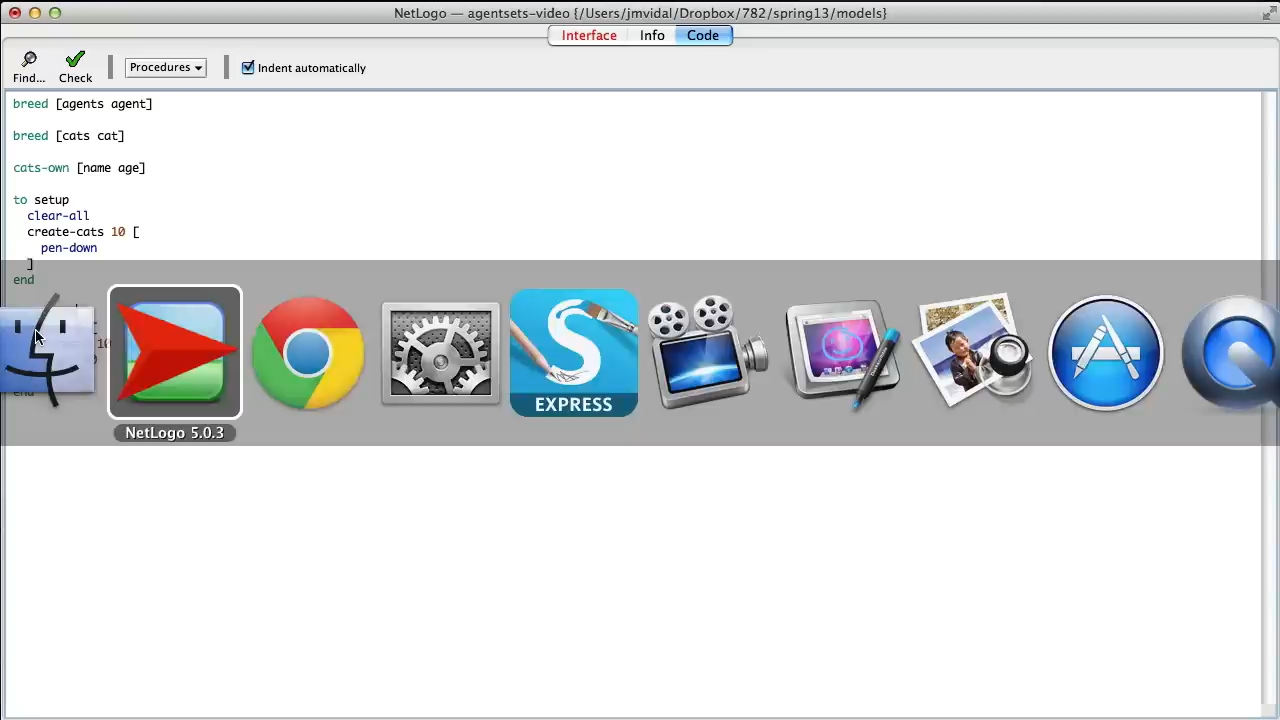 NetLogo — agentsets-video {/Users/jmvidal/Dropbox/782/spring13/models}
Interface Info Code
Find... Check Procedures Indent automatically
breed [agents agent]
breed [cats cat]
cats-own [name age]
to setup
clear-all
create-cats 10 [
pen-down
]
end
EXPRESS
NetLogo 5.0.3